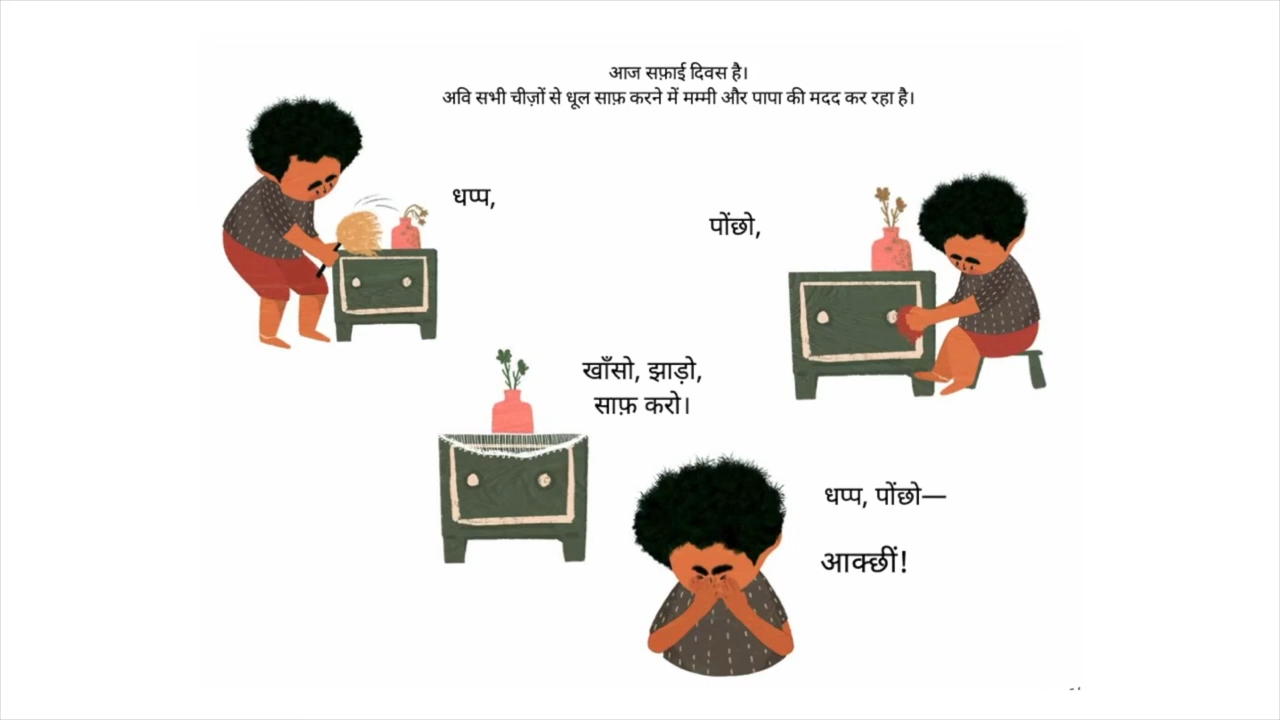 आज सफ़ाई दिवस है।
अवि सभी चीज़ों से धूल साफ़ करने में मम्मी और पापा की मदद कर रहा है।
धप्प,
पोंछो,
खाँसो, झाड़ो,
साफ़ करो।
धप्प, पोंछो—
आक्छीं!